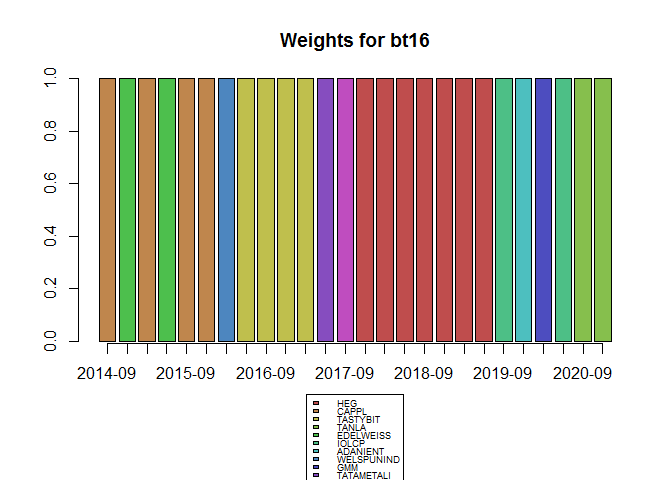 Weights for bt16
1.0
0.8
0.6
0.4
0.2
0.0
2014-09 2015-09 2016-09 2017-09 2018-09 2019-09 2020-09
HEG
CAPPL
TASTYBIT
TANLA
EDELWEISS
IOLCP
ADANIENT
WELSPUNIND
GMM
TATAMETALI